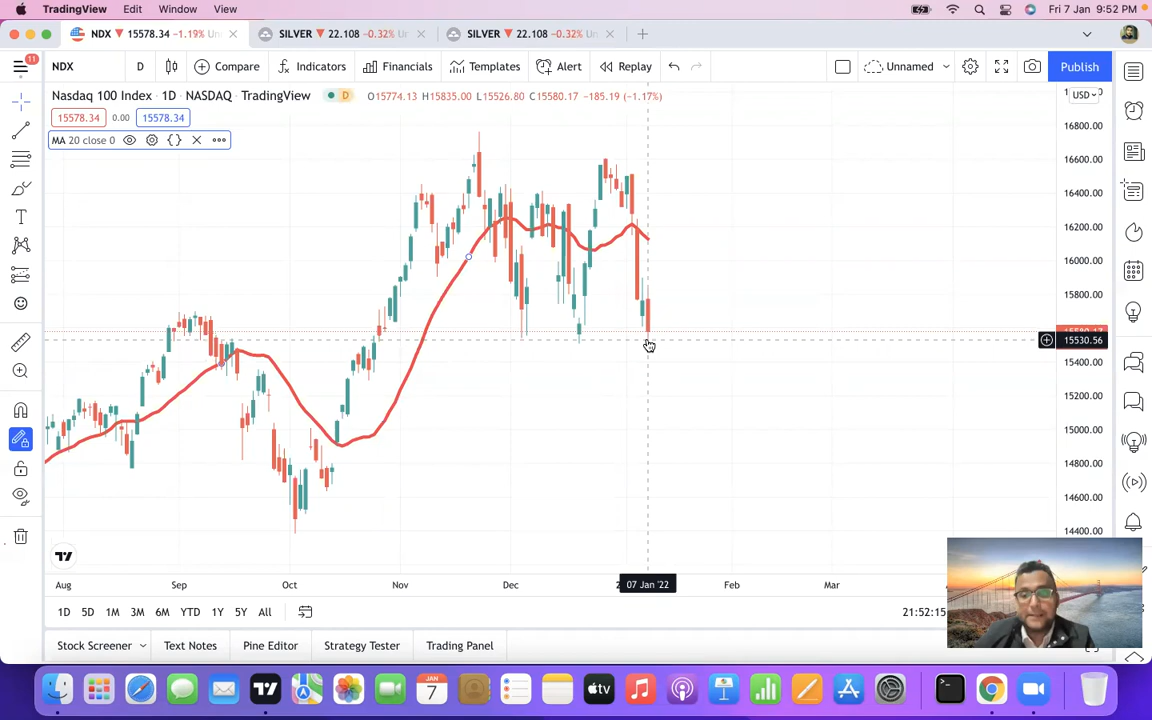 TradingView Edit Window View Fri 7 Jan 9:52 PM
NDX 15578.34 -1.19% SILVER 22.108 -0.32% SILVER 22.108 -0.32%
11
NDX D Compare Indicators Financials Templates Alert Replay Unnamed Publish
Nasdaq 100 Index · 1D · NASDAQ · TradingView D O15774.13 H15835.00 L15526.80 C15580.17 -185.19 (-1.17%)
USD
15578.34 0.00 15578.34
MA 20 close 0
16800.00
16600.00
16400.00
16200.00
16000.00
15800.00
15580.17
15530.56
15400.00
15200.00
15000.00
14800.00
14600.00
14400.00
Aug Sep Oct Nov Dec 07 Jan '22 Feb Mar
1D 5D 1M 3M 6M YTD 1Y 5Y All 21:52:15
Stock Screener Text Notes Pine Editor Strategy Tester Trading Panel
JAN
7
tv